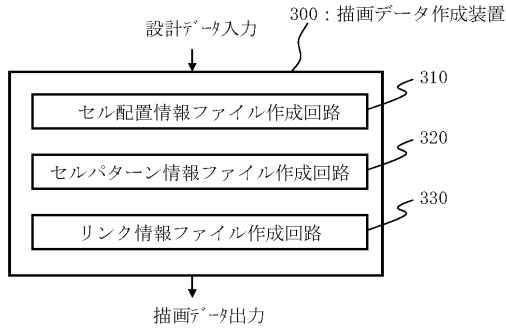 300：描画データ作成装置
設計ﾃﾞｰﾀ入力
セル配置情報ファイル作成回路
310
セルパターン情報ファイル作成回路
320
リンク情報ファイル作成回路
330
描画ﾃﾞｰﾀ出力